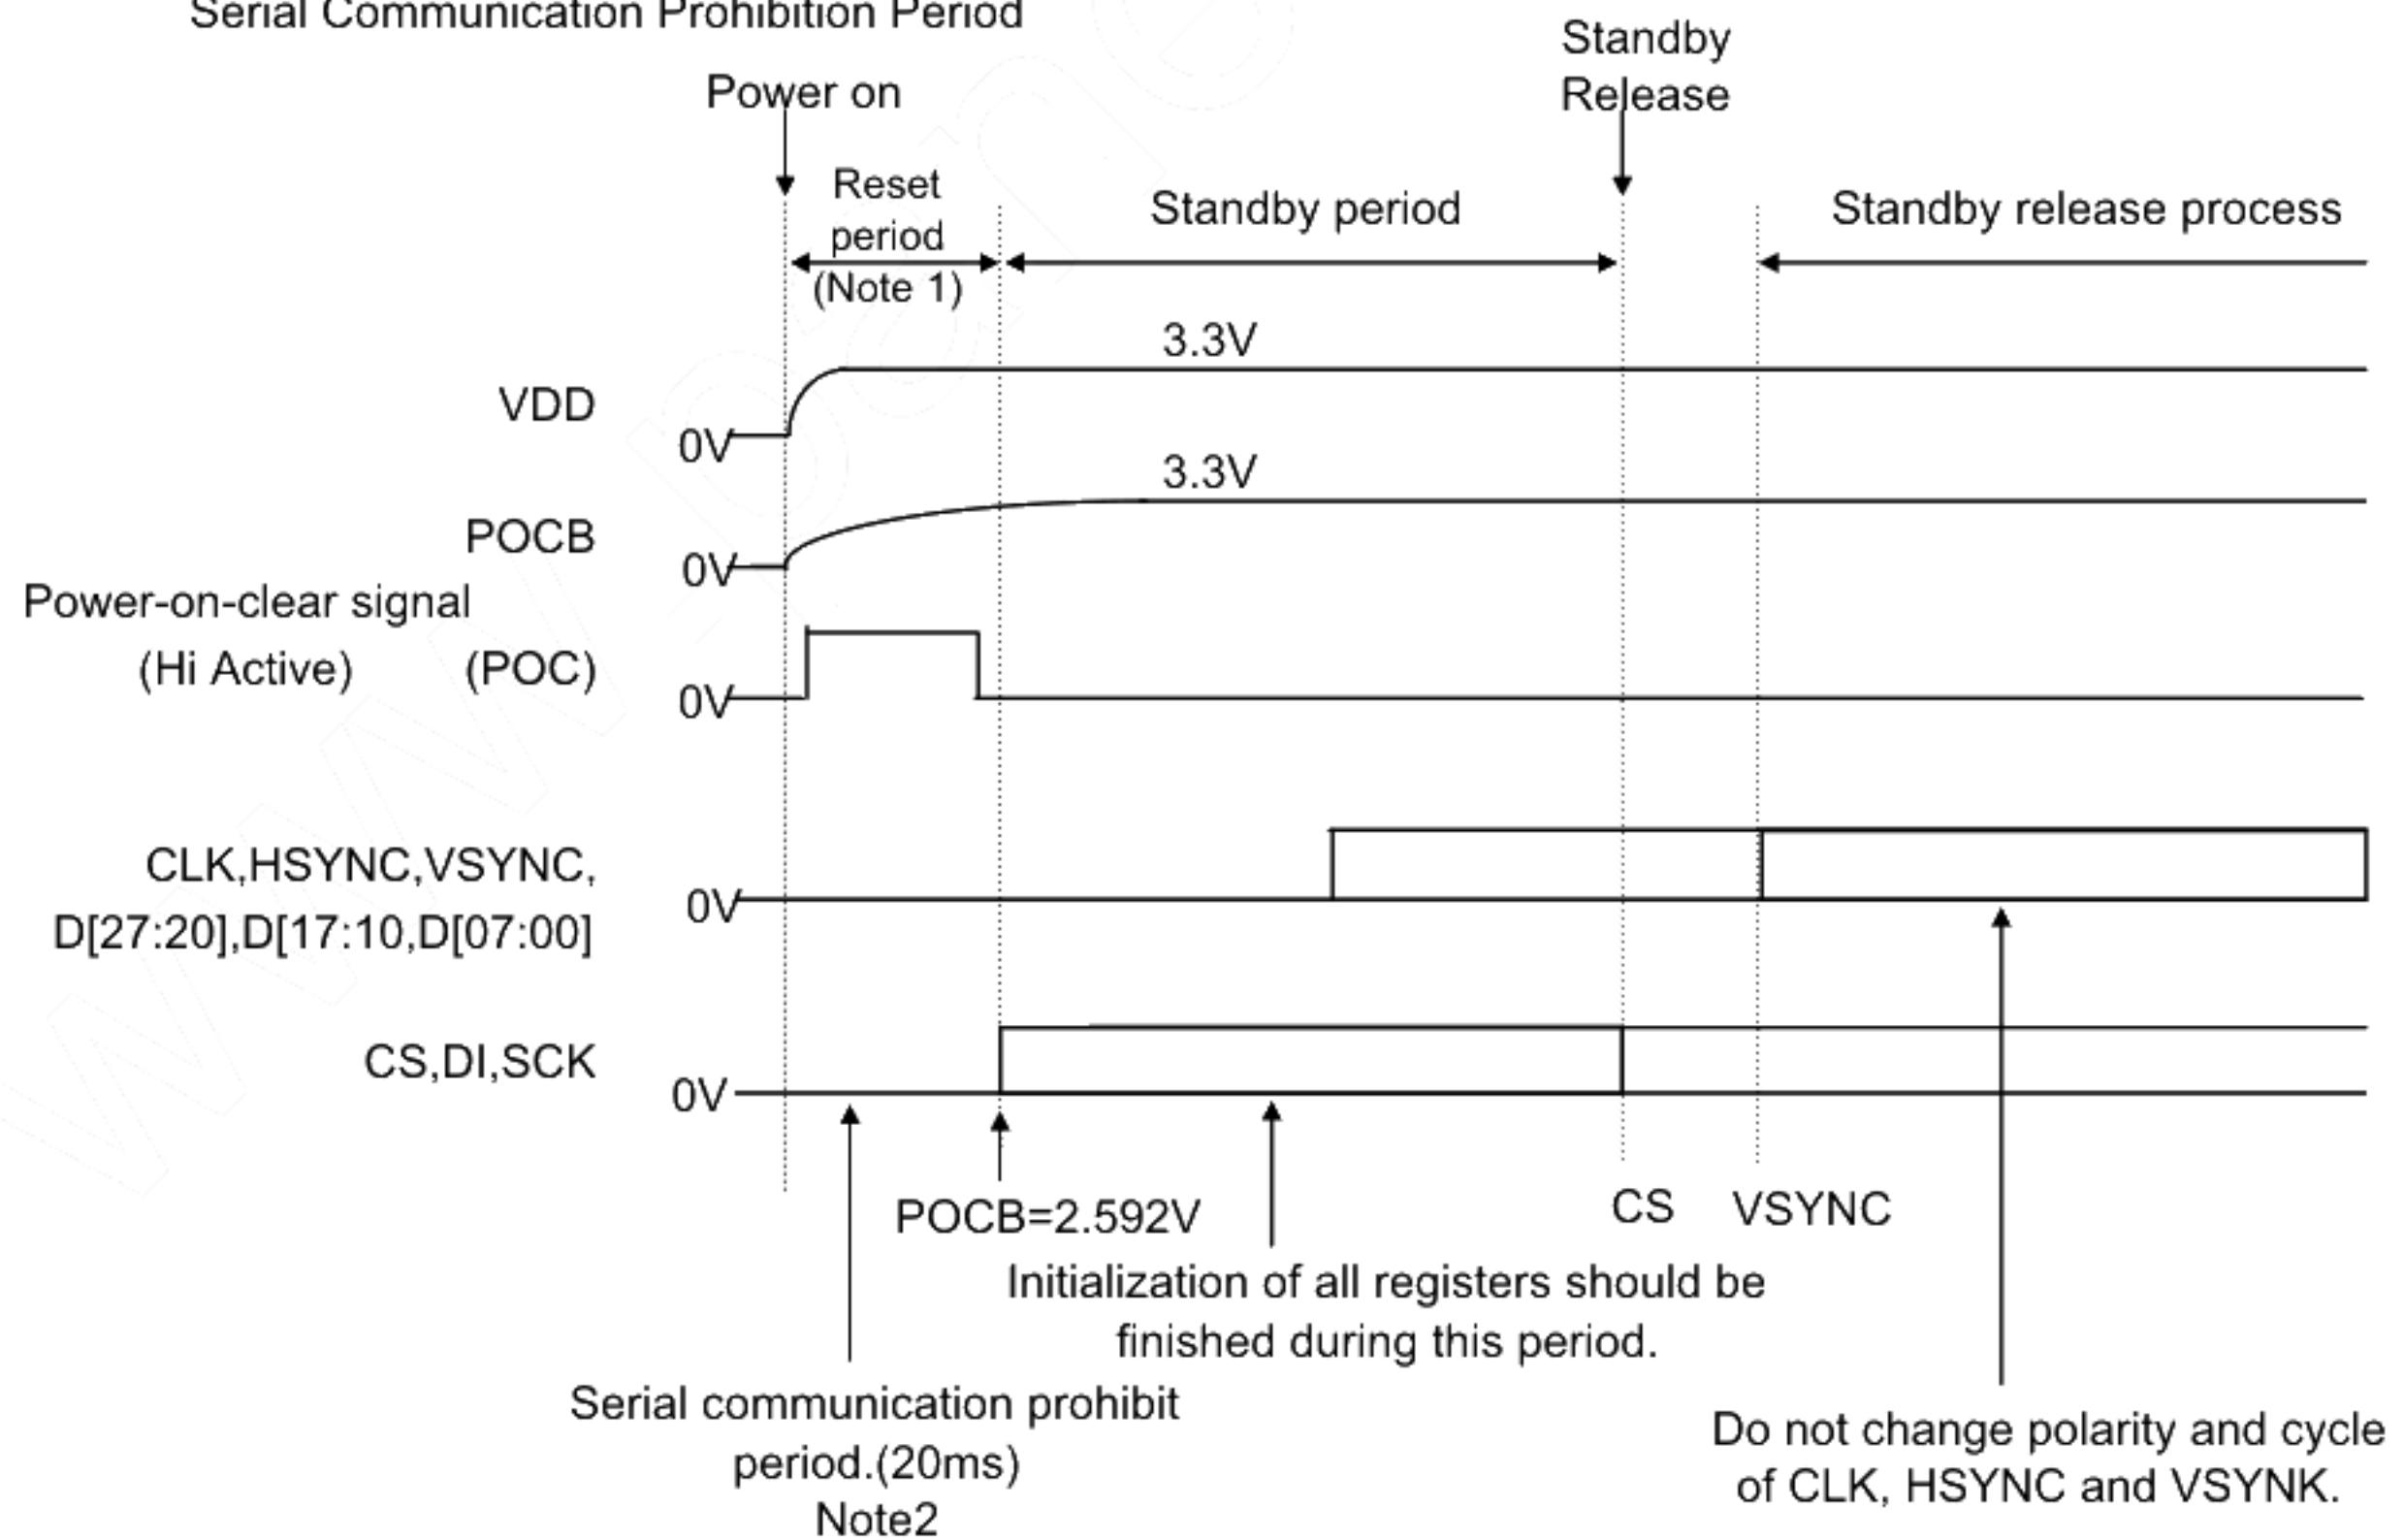 Serial Communication Prohibition Period
Standby
Release
Power on
Reset
period
(Note 1)
Standby period
Standby release process
3.3V
VDD
0V
3.3V
POCB
0V
Power-on-clear signal
(Hi Active) (POC)
0V
CLK,HSYNC,VSYNC,
0V
D[27:20],D[17:10,D[07:00]
CS,DI,SCK
0V
POCB=2.592V
CS VSYNC
Initialization of all registers should be
finished during this period.
Serial communication prohibit
period.(20ms)
Note2
Do not change polarity and cycle
of CLK, HSYNC and VSYNK.